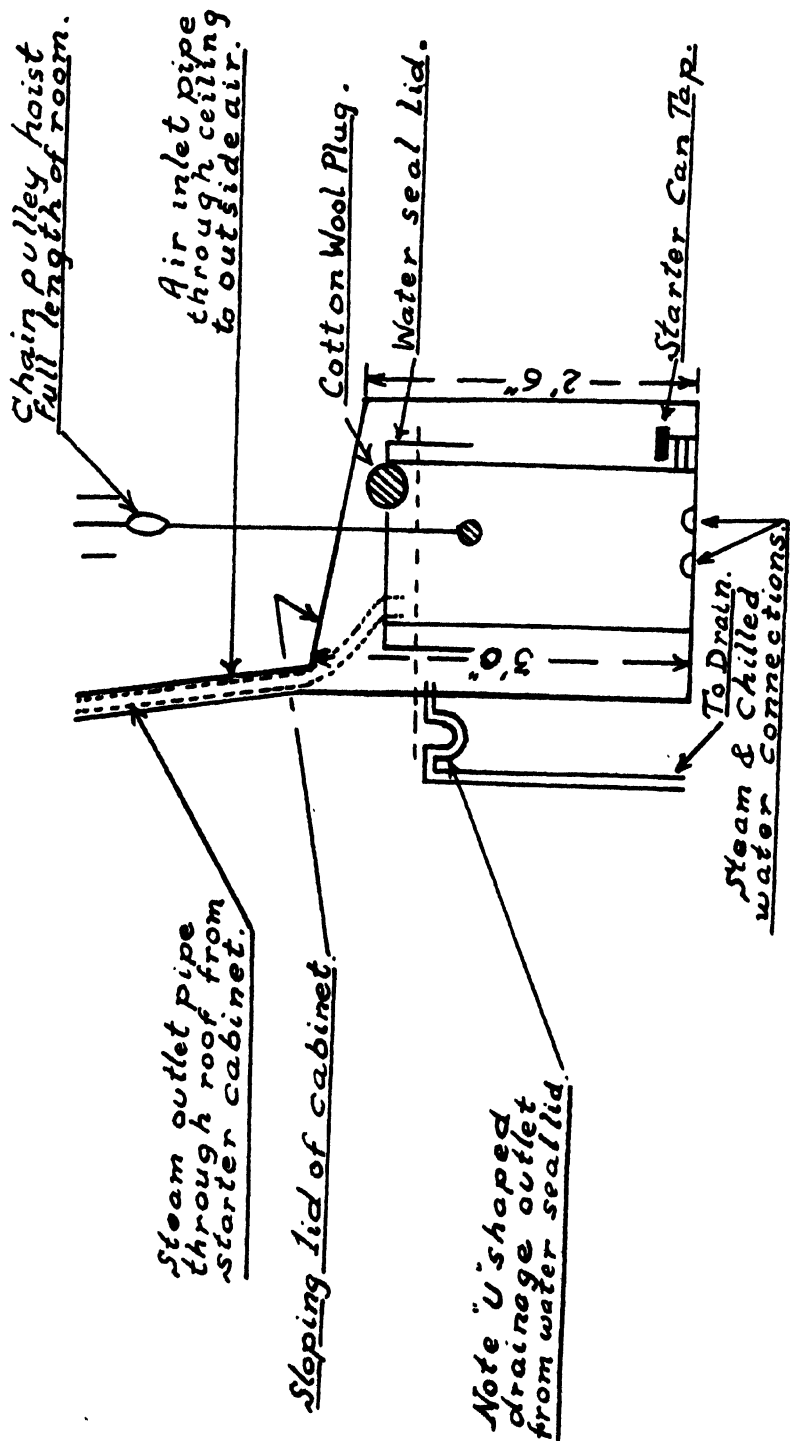 Chain pulley hoist
Full length of room.
Air inlet pipe
through ceiling
to outside air.
Cotton Wool Plug.
Water seal lid.
Starter Can Tap.
2' 6"
3' 0"
To Drain.
Steam & Chilled
water connections.
Steam outlet pipe
through roof from
starter cabinet.
Sloping lid of cabinet.
Note "U" shaped
drainage outlet
from water seal lid.